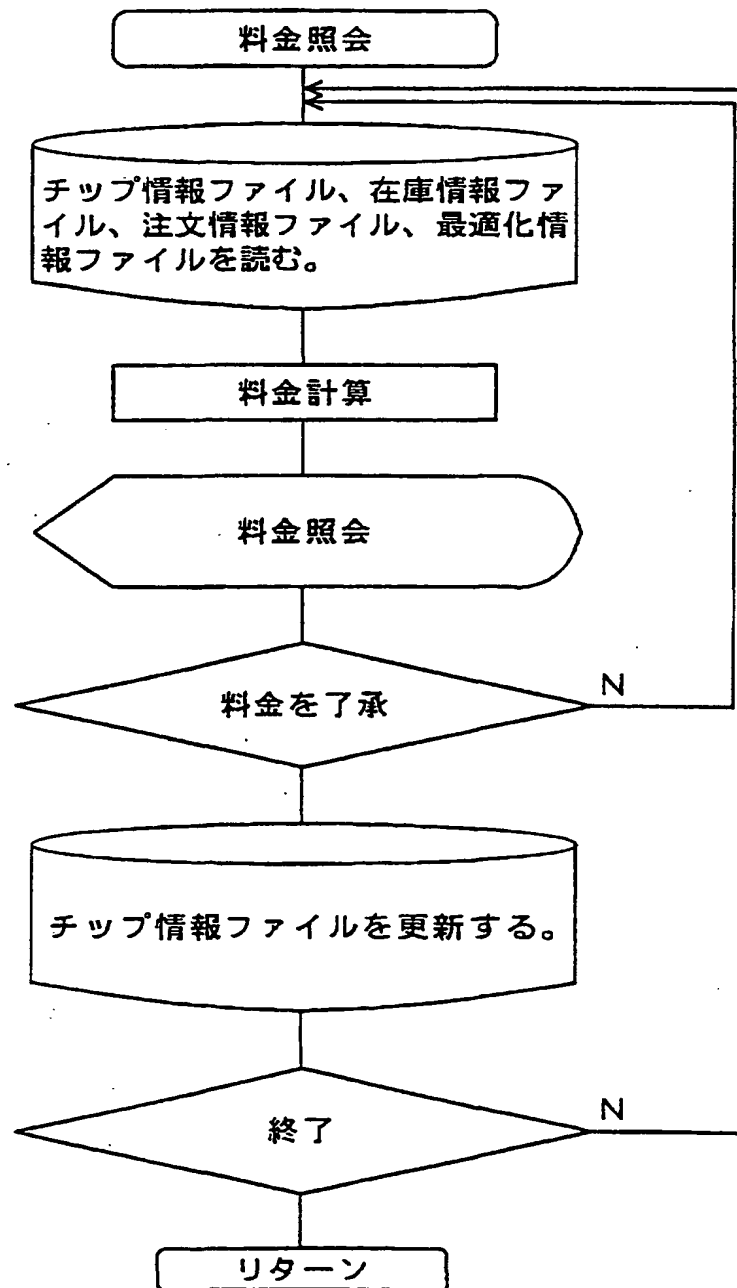 料金照会
チップ情報ファイル、在庫情報ファ
イル、注文情報ファイル、最適化情
報ファイルを読む。
料金計算
料金照会
料金を了承
N
チップ情報ファイルを更新する。
終了
N
リターン